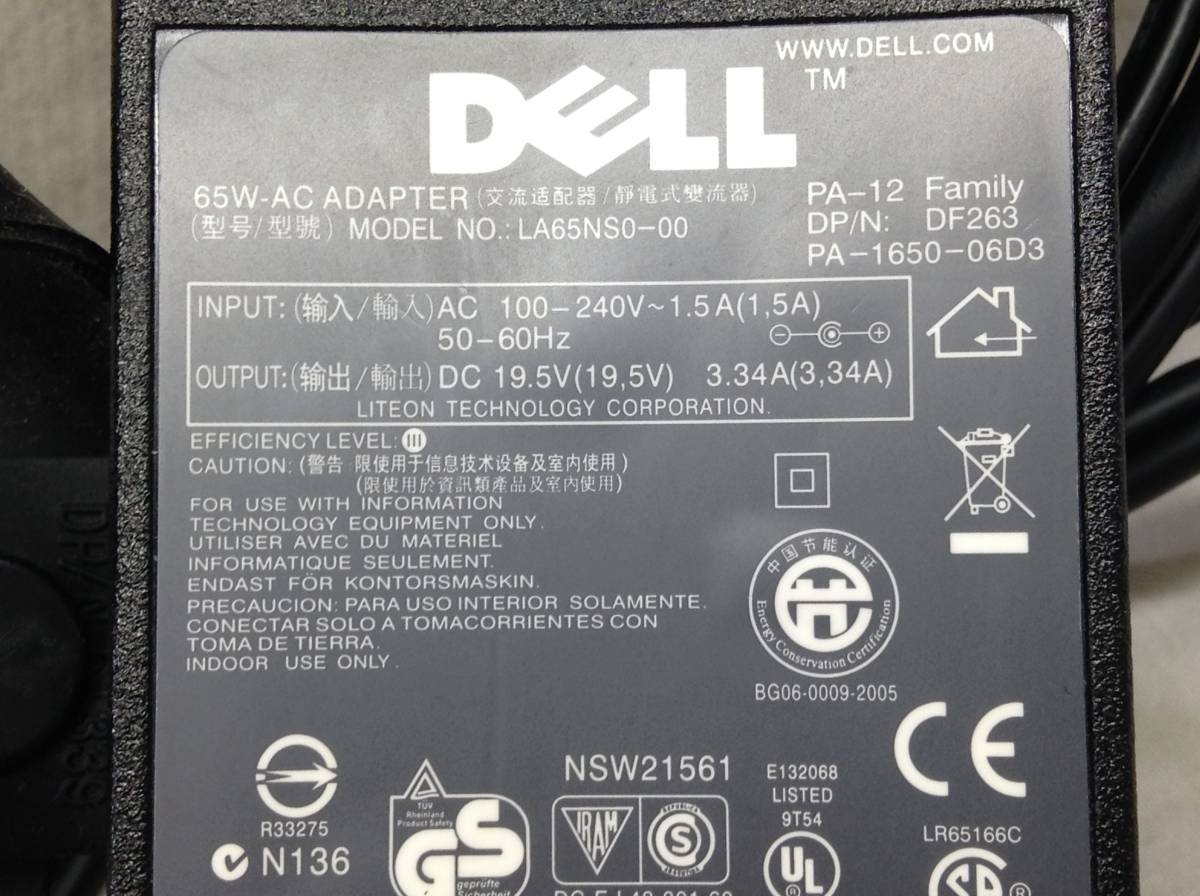 WWW.DELL.COM
DELL
TM
65W-AC ADAPTER (交流适配器/靜電式變流器)
(型号/型號) MODEL NO.: LA65NS0-00
PA-12 Family
DP/N: DF263
PA-1650-06D3
INPUT: (输入/輸入) AC 100-240V~1.5A(1,5A)
50-60Hz
OUTPUT: (输出/輸出) DC 19.5V(19,5V) 3.34A(3,34A)
LITEON TECHNOLOGY CORPORATION.
EFFICIENCY LEVEL: III
CAUTION: (警告 限使用于信息技术设备及室内使用)
(限使用於資訊類產品及室內使用)
FOR USE WITH INFORMATION
TECHNOLOGY EQUIPMENT ONLY.
UTILISER AVEC DU MATERIEL
INFORMATIQUE SEULEMENT.
ENDAST FÖR KONTORSMASKIN.
PRECAUCION: PARA USO INTERIOR SOLAMENTE.
CONECTAR SOLO A TOMACORRIENTES CON
TOMA DE TIERRA.
INDOOR USE ONLY.
中国节能认证
Energy Conservation Certification
BG06-0009-2005
CE
R33275
N136
TÜV
Rheinland
Product Safety
GS
geprüfte
Sicherheit
NSW21561
IRAM
S
E132068
LISTED
9T54
UL
LR65166C
SP
DP/N